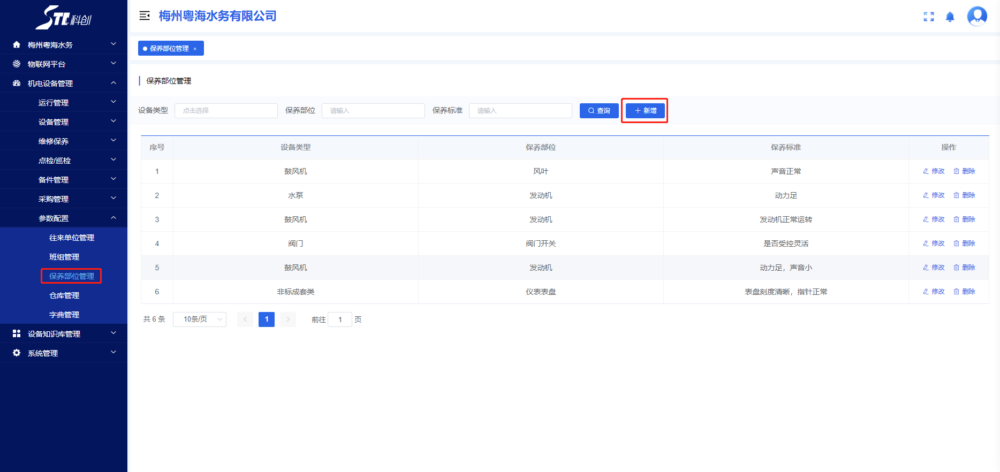 STC科创
梅州粤海水务
物联网平台
机电设备管理
运行管理
设备管理
维修保养
点检/巡检
备件管理
采购管理
参数配置
往来单位管理
班组管理
保养部位管理
仓库管理
字典管理
设备知识库管理
系统管理
梅州粤海水务有限公司
保养部位管理 ×
保养部位管理
设备类型 点击选择 保养部位 请输入 保养标准 请输入 查询 + 新增
序号 设备类型 保养部位 保养标准 操作
1 鼓风机 风叶 声音正常 修改 删除
2 水泵 发动机 动力足 修改 删除
3 鼓风机 发动机 发动机正常运转 修改 删除
4 阀门 阀门开关 是否受控灵活 修改 删除
5 鼓风机 发动机 动力足，声音小 修改 删除
6 非标成套类 仪表表盘 表盘刻度清晰，指针正常 修改 删除
共 6 条 10条/页 1 前往 1 页